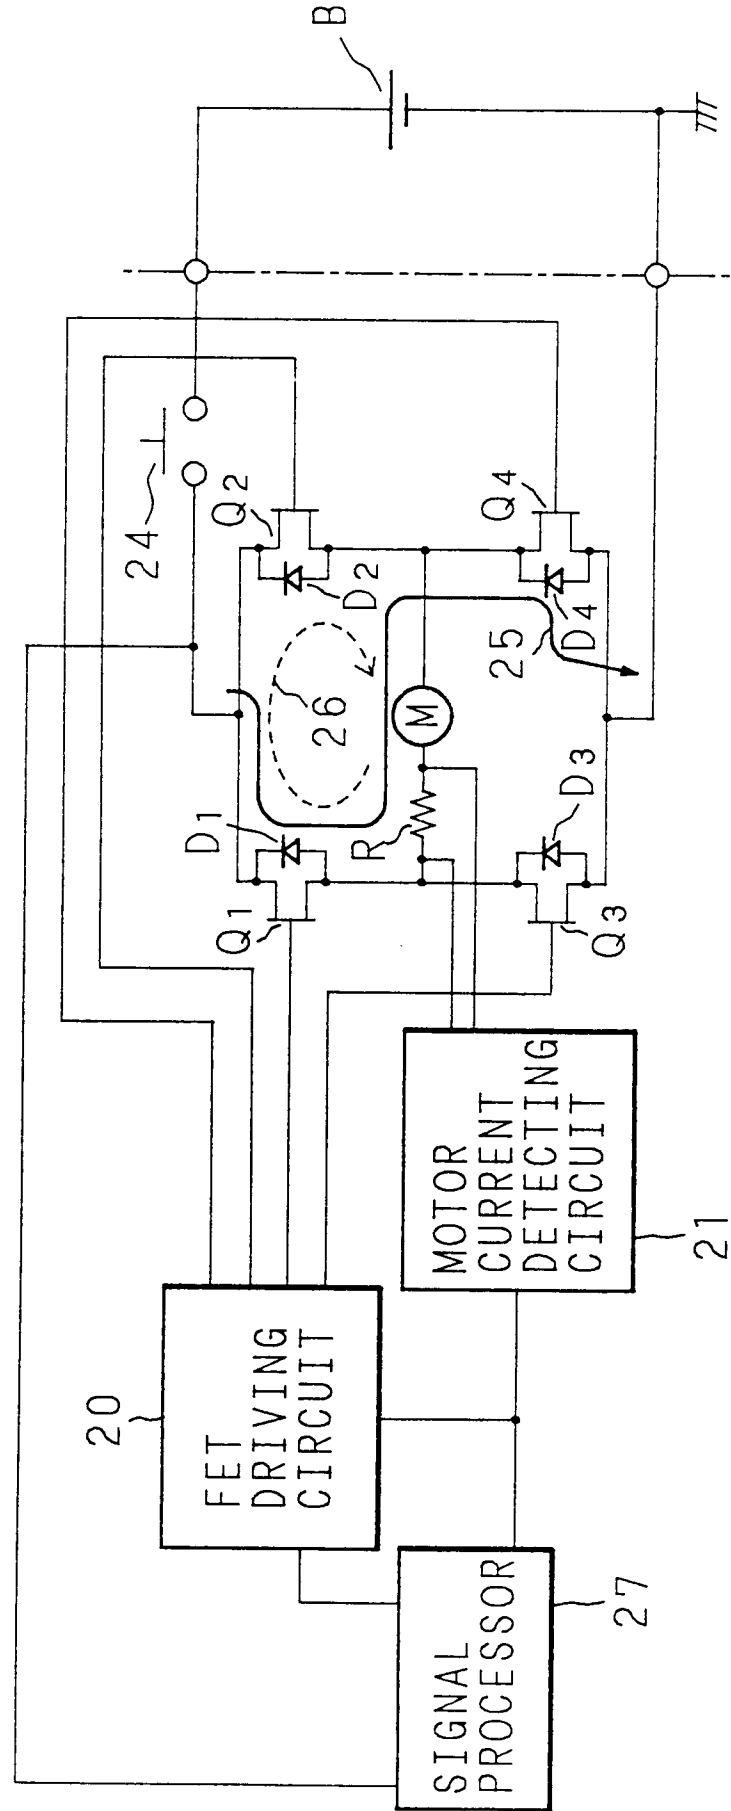 B
24
Q2
Q4
D2
D4
25
26
M
D1
D3
R
Q1
Q3
MOTOR
CURRENT
DETECTING
CIRCUIT
21
20
FET
DRIVING
CIRCUIT
SIGNAL
PROCESSOR
27